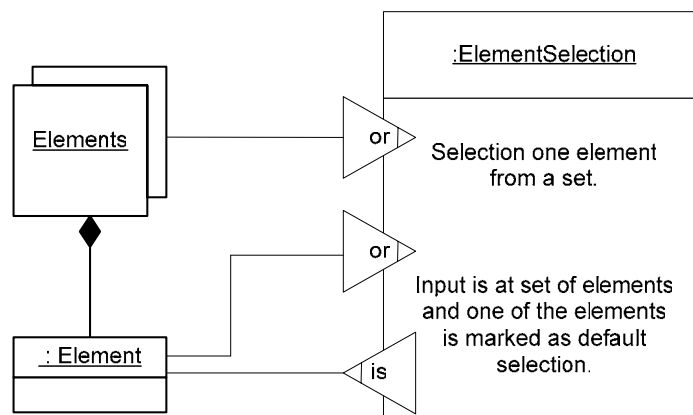 :ElementSelection
Elements
or
Selection one element
from a set.
or
Input is at set of elements
and one of the elements
is marked as default
selection.
: Element
is